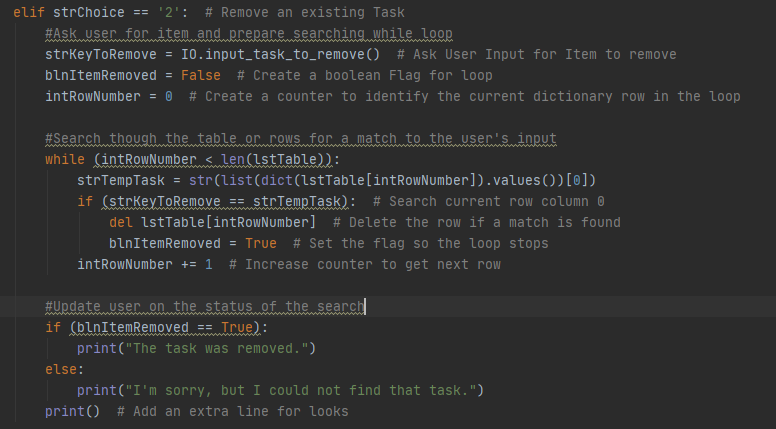 elif strChoice == '2':  # Remove an existing Task
    #Ask user for item and prepare searching while loop
    strKeyToRemove = IO.input_task_to_remove()  # Ask User Input for Item to remove
    blnItemRemoved = False  # Create a boolean Flag for loop
    intRowNumber = 0  # Create a counter to identify the current dictionary row in the loop

    #Search though the table or rows for a match to the user's input
    while (intRowNumber < len(lstTable)):
        strTempTask = str(list(dict(lstTable[intRowNumber]).values())[0])
        if (strKeyToRemove == strTempTask):  # Search current row column 0
            del lstTable[intRowNumber]  # Delete the row if a match is found
            blnItemRemoved = True  # Set the flag so the loop stops
        intRowNumber += 1  # Increase counter to get next row

    #Update user on the status of the search
    if (blnItemRemoved == True):
        print("The task was removed.")
    else:
        print("I'm sorry, but I could not find that task.")
    print()  # Add an extra line for looks